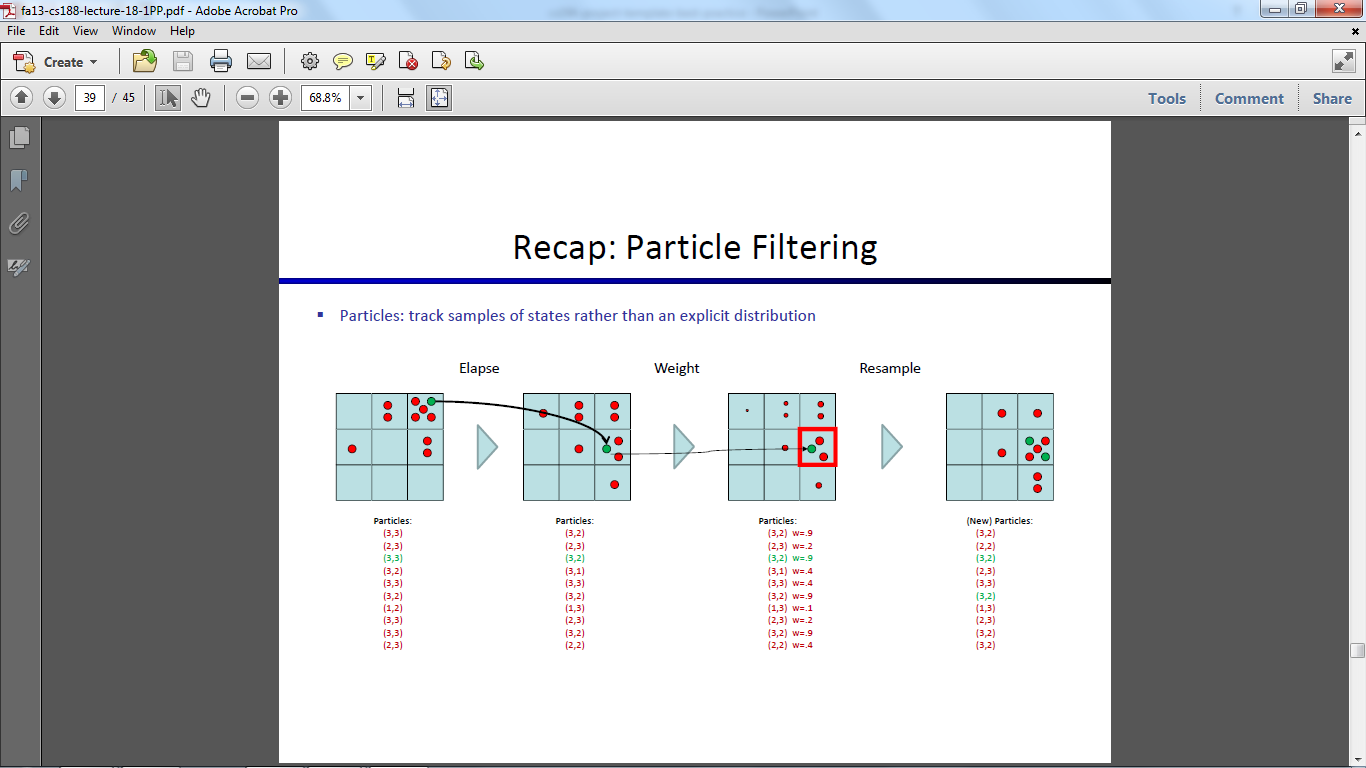 fa13-cs188-lecture-18-1PP.pdf - Adobe Acrobat Pro
File Edit View Window Help
Create
39 / 45 68.8% Tools Comment Share
Recap: Particle Filtering
▪ Particles: track samples of states rather than an explicit distribution
Elapse Weight Resample
Particles: Particles: Particles: (New) Particles:
(3,3) (3,2) (3,2) w=.9 (3,2)
(2,3) (2,3) (2,3) w=.2 (2,2)
(3,3) (3,2) (3,2) w=.9 (3,2)
(3,2) (3,1) (3,1) w=.4 (2,3)
(3,3) (3,3) (3,3) w=.4 (3,3)
(3,2) (3,2) (3,2) w=.9 (3,2)
(1,2) (1,3) (1,3) w=.1 (1,3)
(3,3) (2,3) (2,3) w=.2 (2,3)
(3,3) (3,2) (3,2) w=.9 (3,2)
(2,3) (2,2) (2,2) w=.4 (3,2)